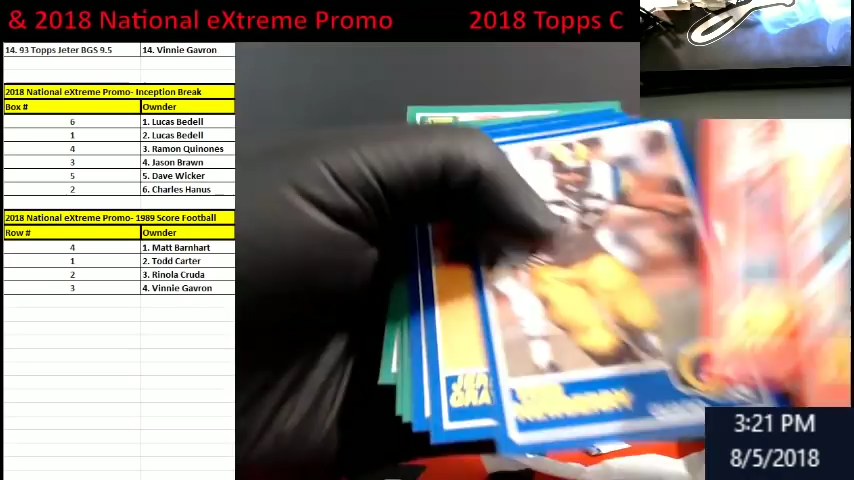 & 2018 National eXtreme Promo 2018 Topps C
14. 93 Topps Jeter BGS 9.5 14. Vinnie Gavron
2018 National eXtreme Promo- Inception Break
Box # Ownder
6 1. Lucas Bedell
1 2. Lucas Bedell
4 3. Ramon Quinones
3 4. Jason Brawn
5 5. Dave Wicker
2 6. Charles Hanus
2018 National eXtreme Promo- 1989 Score Football
Row # Ownder
4 1. Matt Barnhart
1 2. Todd Carter
2 3. Rinola Cruda
3 4. Vinnie Gavron
3:21 PM
8/5/2018